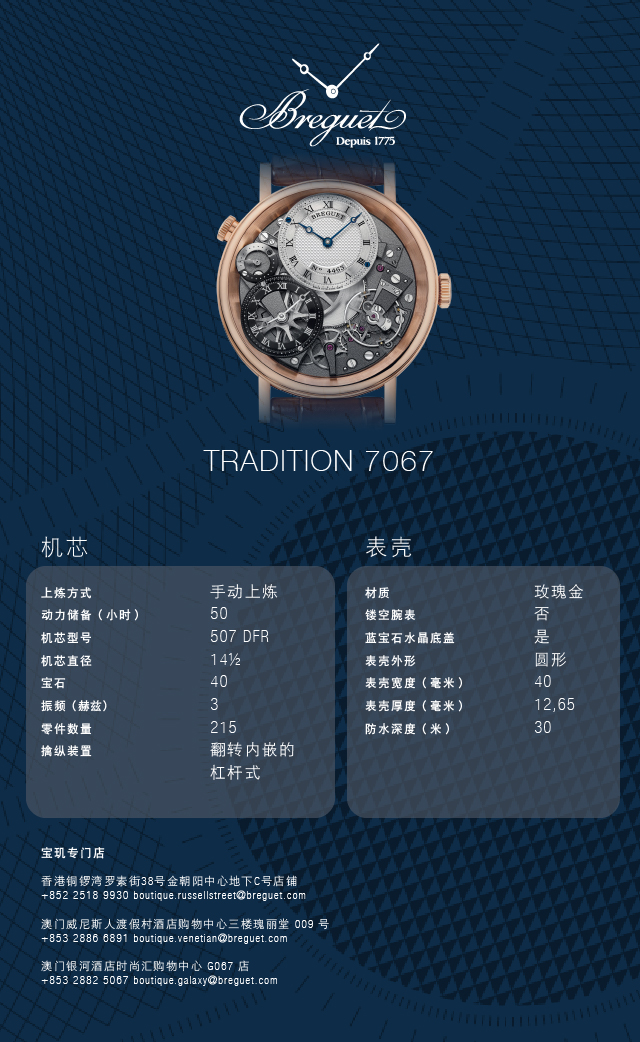 Breguet
Depuis 1775
BREGUET
Nº 4463
TRADITION 7067
机芯
上炼方式 手动上炼
动力储备(小时) 50
机芯型号 507 DFR
机芯直径 14½
宝石 40
振频(赫兹) 3
零件数量 215
擒纵装置 翻转内嵌的
杠杆式
表壳
材质 玫瑰金
镂空腕表 否
蓝宝石水晶底盖 是
表壳外形 圆形
表壳宽度(毫米) 40
表壳厚度(毫米) 12,65
防水深度(米) 30
宝玑专门店
香港铜锣湾罗素街38号金朝阳中心地下C号店铺
+852 2518 9930 boutique.russellstreet@breguet.com
澳门威尼斯人渡假村酒店购物中心三楼瑰丽堂 009 号
+853 2886 6891 boutique.venetian@breguet.com
澳门银河酒店时尚汇购物中心 G067 店
+853 2882 5067 boutique.galaxy@breguet.com